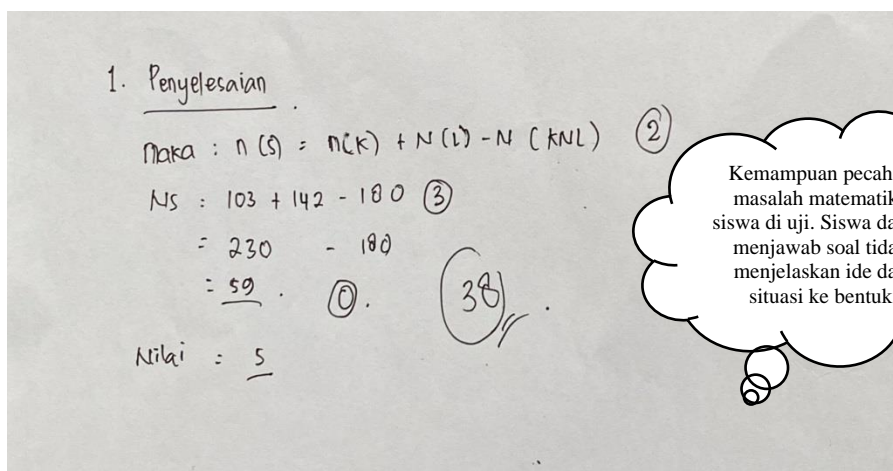 1. Penyelesaian
Maka : n (S) = n(K) + N (L) - N (KNL) (2)
NS : 103 + 142 - 180 (3)
= 230 - 180
= 59 . (0).
38
Nilai : 5
Kemampuan pecah
masalah matematik
siswa di uji. Siswa da
menjawab soal tida
menjelaskan ide da
situasi ke bentuk